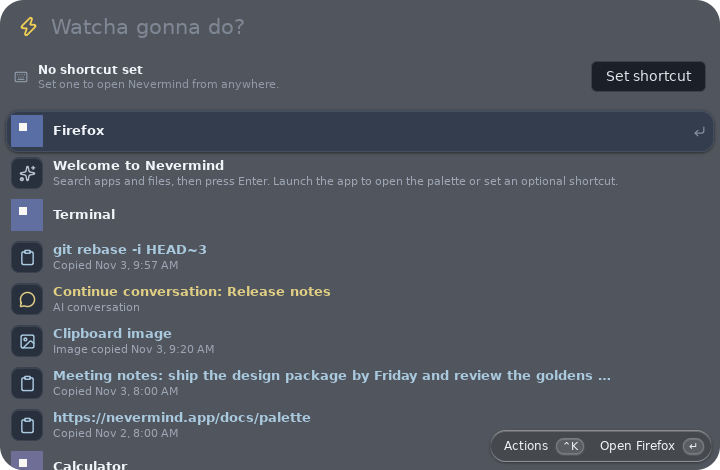 Watcha gonna do?
No shortcut set
Set one to open Nevermind from anywhere.
Set shortcut
Firefox
Welcome to Nevermind
Search apps and files, then press Enter. Launch the app to open the palette or set an optional shortcut.
Terminal
git rebase -i HEAD~3
Copied Nov 3, 9:57 AM
Continue conversation: Release notes
AI conversation
Clipboard image
Image copied Nov 3, 9:20 AM
Meeting notes: ship the design package by Friday and review the goldens ...
Copied Nov 3, 8:00 AM
https://nevermind.app/docs/palette
Copied Nov 2, 8:00 AM
Actions ^K Open Firefox ↵
Calculator